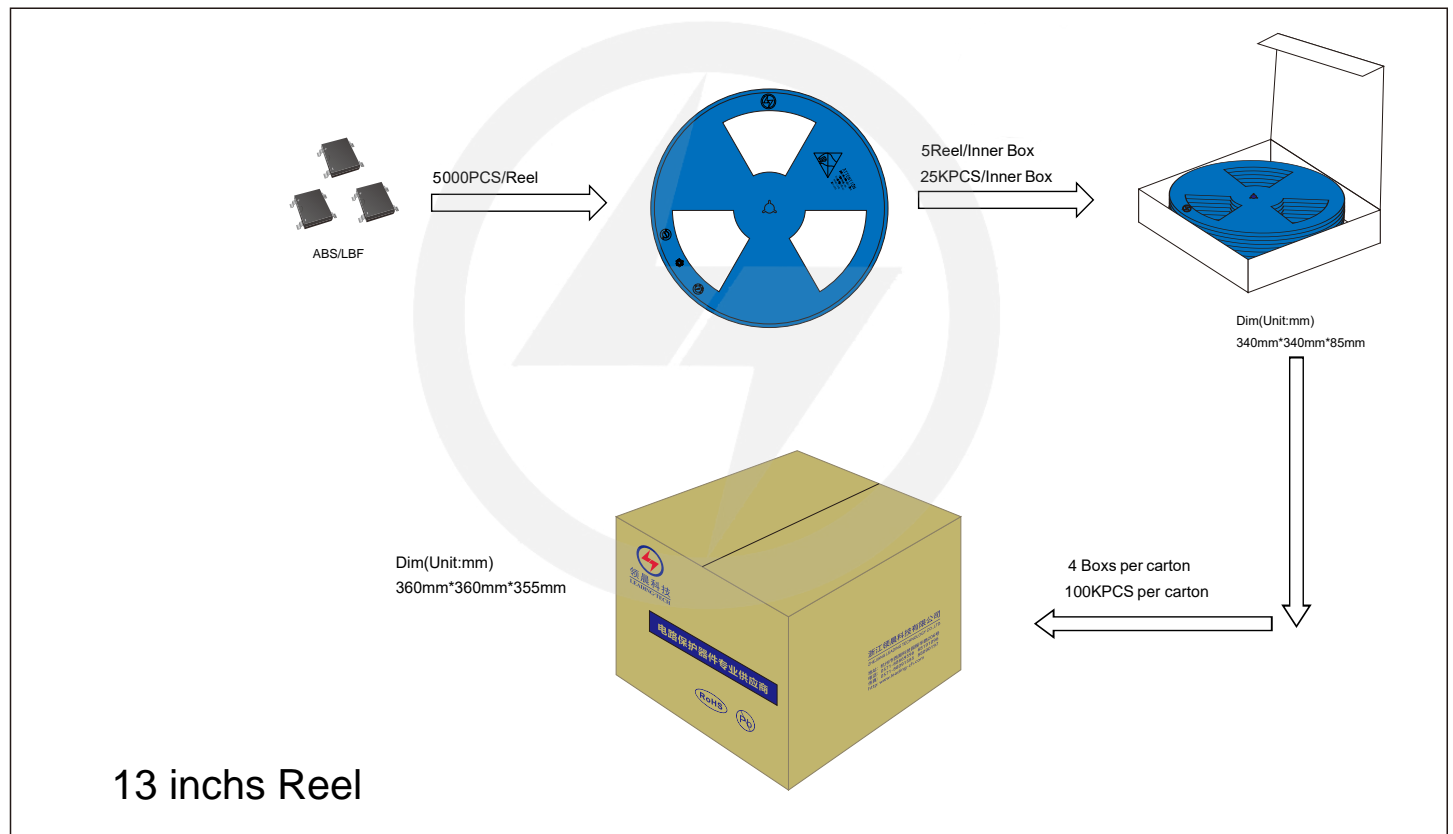 ABS/LBF
5000PCS/Reel
5Reel/Inner Box
25KPCS/Inner Box
Dim(Unit:mm)
340mm*340mm*85mm
4 Boxs per carton
100KPCS per carton
Dim(Unit:mm)
360mm*360mm*355mm
领晨科技
LEADING-TECH
电路保护器件专业供应商
RoHS
Pb
浙江领晨科技有限公司
13 inchs Reel